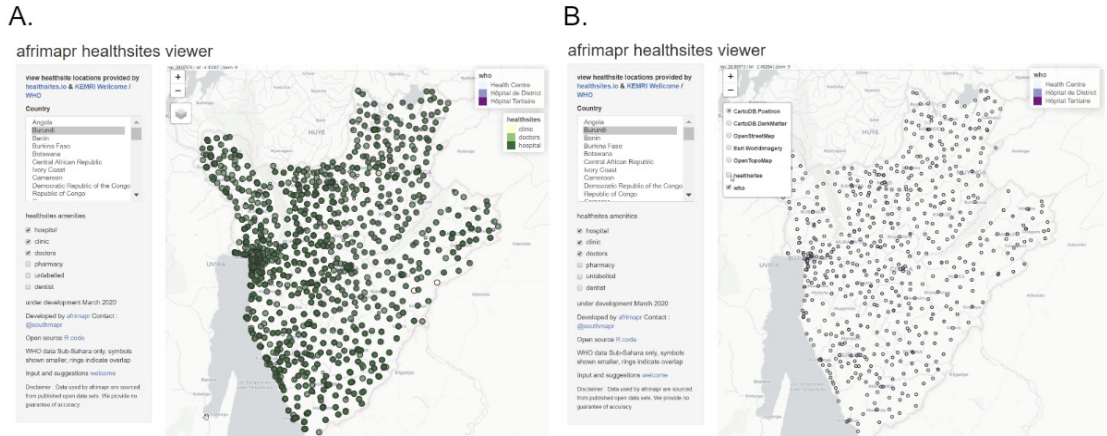 A.
afrimapr healthsites viewer
view healthsite locations provided by
healthsites.io & KEMRI Wellcome /
WHO
Country
Angola
Burundi
Benin
Burkina Faso
Botswana
Central African Republic
Ivory Coast
Cameroon
Democratic Republic of the Congo
Republic of Congo
healthsites amenities
hospital
clinic
doctors
pharmacy
unlabelled
dentist
under development March 2020
Developed by afrimapr Contact :
@southmapr
Open source R code
WHO data Sub-Sahara only, symbols
shown smaller, rings indicate overlap
Input and suggestions welcome
Disclaimer : Data used by afrimapr are sourced
from published open data sets. We provide no
guarantee of accuracy.
+
−
HUYE
UVIRA
who
Health Centre
Hôpital de District
Hôpital Tertiaire
healthsites
clinic
doctors
hospital
B.
afrimapr healthsites viewer
view healthsite locations provided by
healthsites.io & KEMRI Wellcome /
WHO
Country
Angola
Burundi
Benin
Burkina Faso
Botswana
Central African Republic
Ivory Coast
Cameroon
Democratic Republic of the Congo
Republic of Congo
healthsites amenities
hospital
clinic
doctors
pharmacy
unlabelled
dentist
under development March 2020
Developed by afrimapr Contact :
@southmapr
Open source R code
WHO data Sub-Sahara only, symbols
shown smaller, rings indicate overlap
Input and suggestions welcome
Disclaimer : Data used by afrimapr are sourced
from published open data sets. We provide no
guarantee of accuracy.
+
−
CartoDB.Positron
CartoDB.DarkMatter
OpenStreetMap
Esri.WorldImagery
OpenTopoMap
healthsites
who
HUYE
UVIRA
who
Health Centre
Hôpital de District
Hôpital Tertiaire